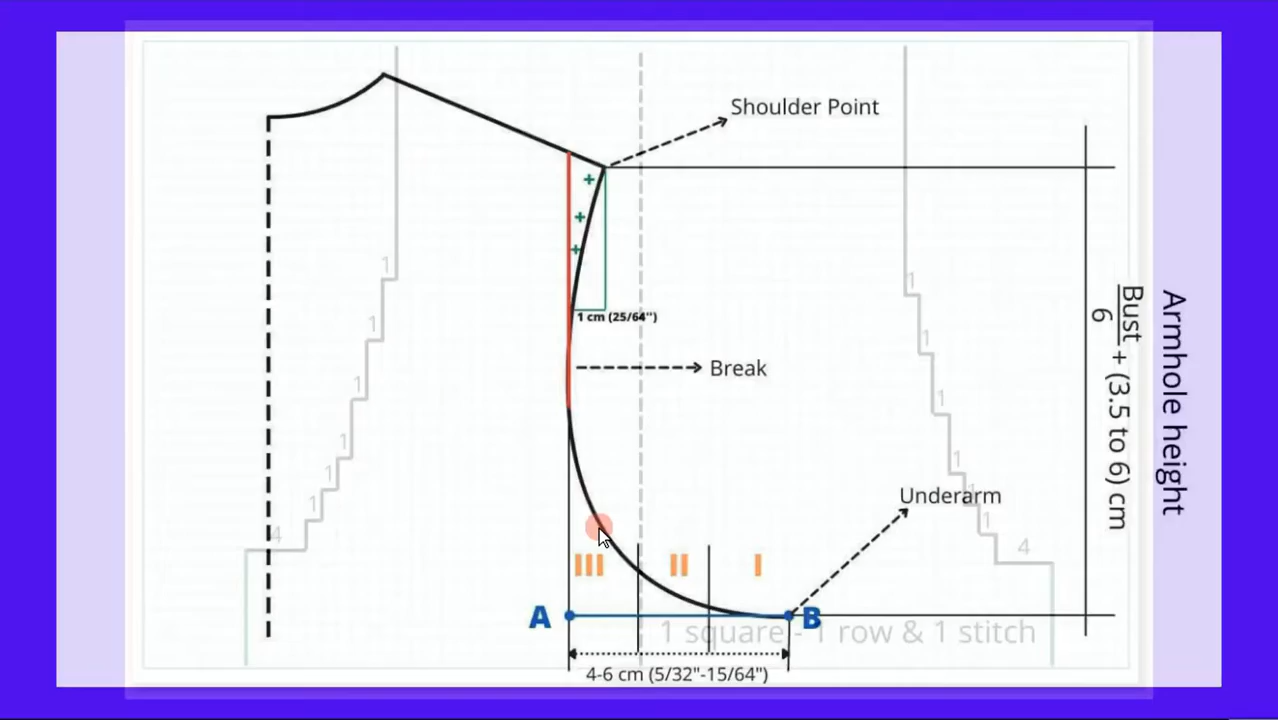 Shoulder Point
1
1
+
+
+
1 cm (25/64")
Break
Bust
6
+ (3.5 to 6) cm
Armhole height
1
1
1
1
1
1
1
1
Underarm
1
1
1
4
4
III
II
I
A
B
1 square - 1 row & 1 stitch
4-6 cm (5/32"-15/64")